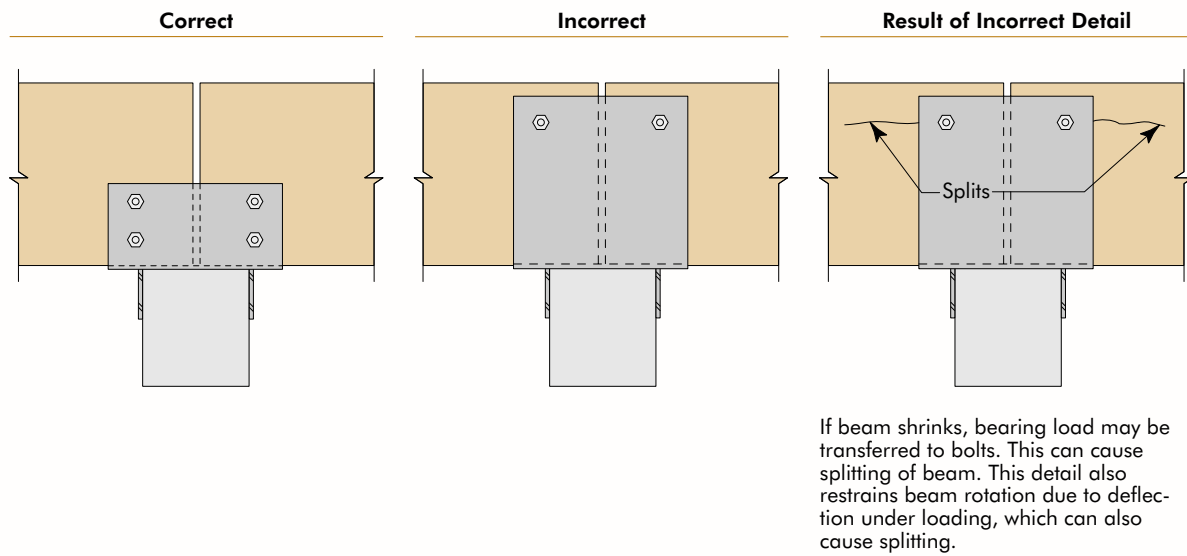 Correct
Incorrect
Result of Incorrect Detail
Splits
If beam shrinks, bearing load may be
transferred to bolts. This can cause
splitting of beam. This detail also
restrains beam rotation due to deflec-
tion under loading, which can also
cause splitting.